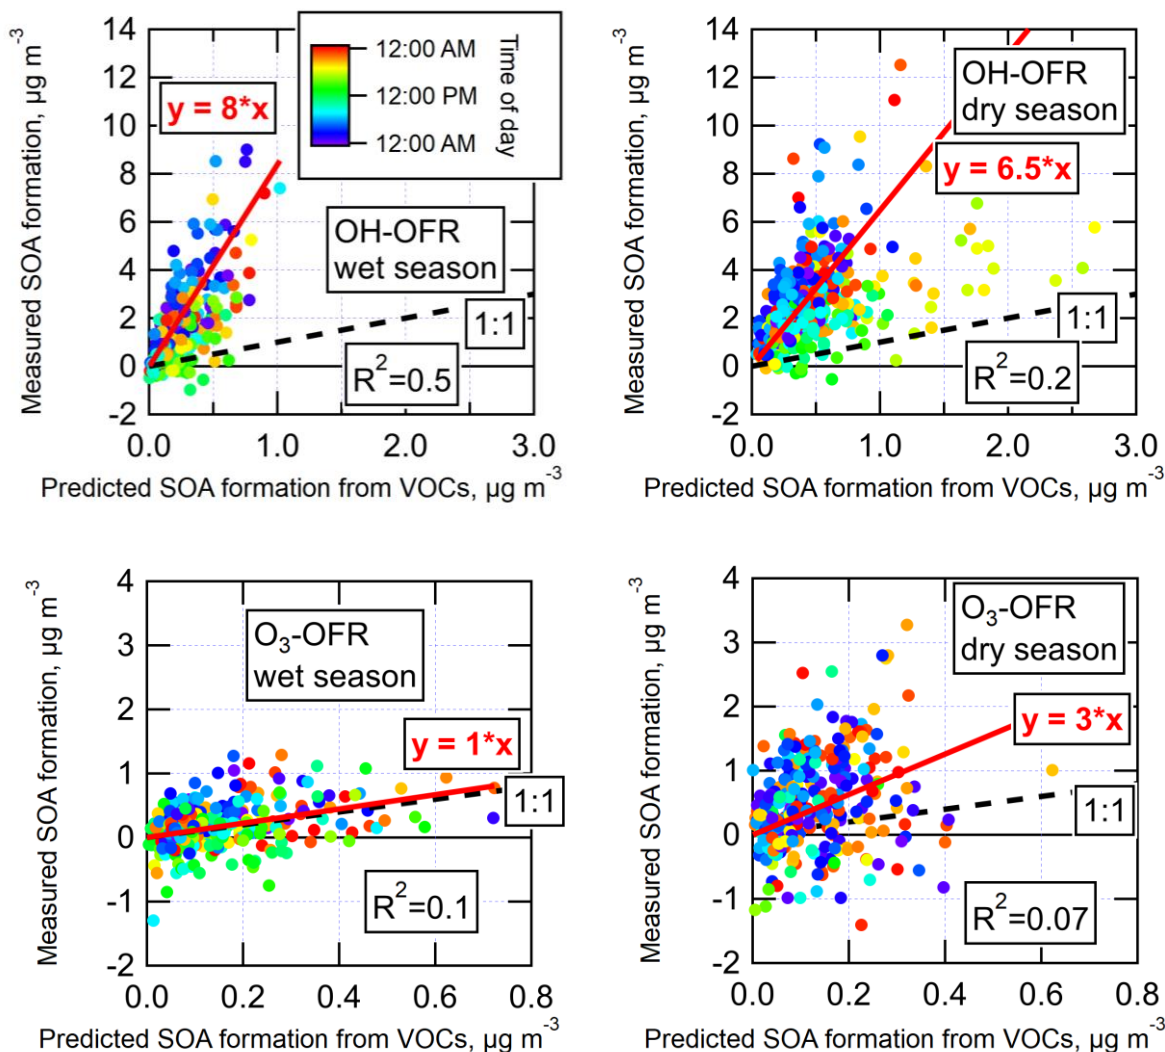 Measured SOA formation, µg m⁻³
14
12
10
8
6
4
2
0
-2
y = 8*x
12:00 AM
12:00 PM
12:00 AM
Time of day
OH-OFR
wet season
1:1
R²=0.5
0.0
1.0
2.0
3.0
Predicted SOA formation from VOCs, µg m⁻³
Measured SOA formation, µg m⁻³
14
12
10
8
6
4
2
0
-2
OH-OFR
dry season
y = 6.5*x
1:1
R²=0.2
0.0
1.0
2.0
3.0
Predicted SOA formation from VOCs, µg m⁻³
Measured SOA formation, µg m⁻³
4
3
2
1
0
-1
-2
O₃-OFR
wet season
y = 1*x
1:1
R²=0.1
0.0
0.2
0.4
0.6
0.8
Predicted SOA formation from VOCs, µg m⁻³
Measured SOA formation, µg m⁻³
4
3
2
1
0
-1
-2
O₃-OFR
dry season
y = 3*x
1:1
R²=0.07
0.0
0.2
0.4
0.6
0.8
Predicted SOA formation from VOCs, µg m⁻³